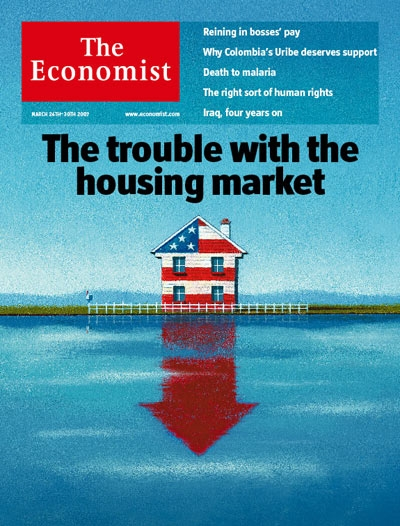 The
Economist
MARCH 24TH-30TH 2007
www.economist.com
Reining in bosses' pay
Why Colombia's Uribe deserves support
Death to malaria
The right sort of human rights
Iraq, four years on
The trouble with the
housing market